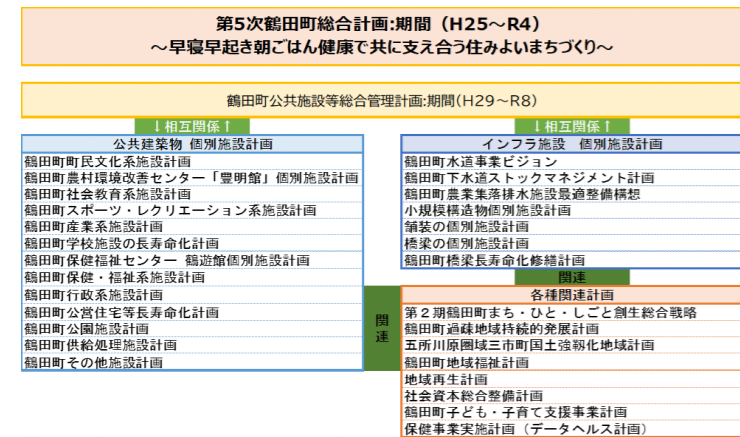 第5次鶴田町総合計画:期間（H25～R4）
～早寝早起き朝ごはん健康で共に支え合う住みよいまちづくり～
鶴田町公共施設等総合管理計画:期間(H29～R8)
↓相互関係↑
公共建築物 個別施設計画
鶴田町町民文化系施設計画
鶴田町農村環境改善センター「豊明館」個別施設計画
鶴田町社会教育系施設計画
鶴田町スポーツ・レクリエーション系施設計画
鶴田町産業系施設計画
鶴田町学校施設の長寿命化計画
鶴田町保健福祉センター 鶴遊館個別施設計画
鶴田町保健・福祉系施設計画
鶴田町行政系施設計画
鶴田町公営住宅等長寿命化計画
鶴田町公園施設計画
鶴田町供給処理施設計画
鶴田町その他施設計画
↓相互関係↑
インフラ施設 個別施設計画
鶴田町水道事業ビジョン
鶴田町下水道ストックマネジメント計画
鶴田町農業集落排水施設最適整備構想
小規模構造物個別施設計画
舗装の個別施設計画
橋梁の個別施設計画
鶴田町橋梁長寿命化修繕計画
関連
関連
各種関連計画
第２期鶴田町まち・ひと・しごと創生総合戦略
鶴田町過疎地域持続的発展計画
五所川原圏域三市町国土強靱化地域計画
鶴田町地域福祉計画
地域再生計画
社会資本総合整備計画
鶴田町子ども・子育て支援事業計画
保健事業実施計画（データヘルス計画）